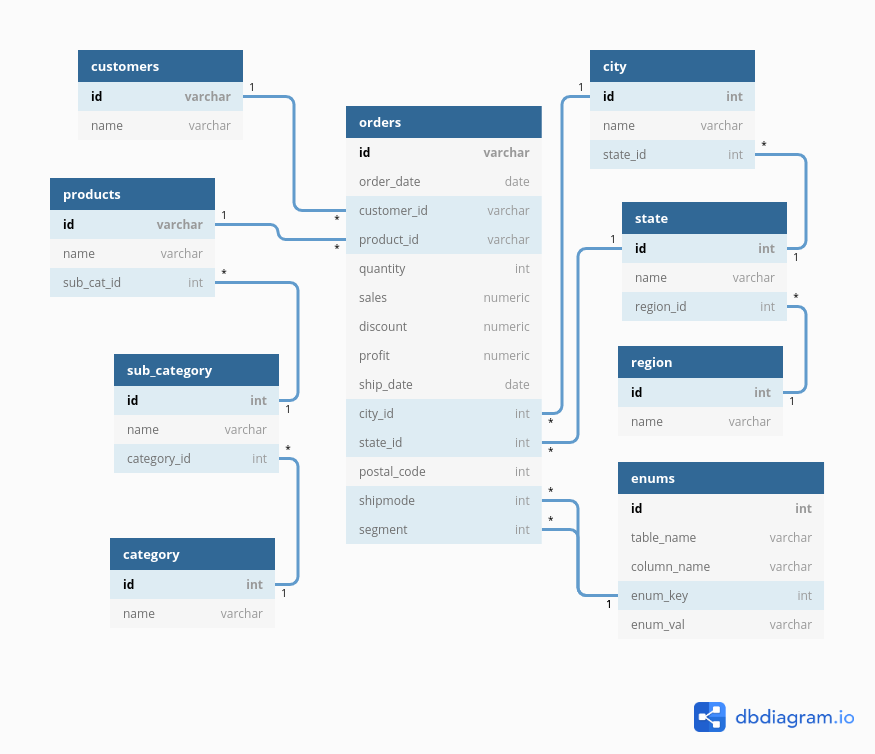 customers
1
id varchar
name varchar
products
1
id varchar
name varchar
*
sub_cat_id int
sub_category
id int
1
name varchar
*
category_id int
category
id int
1
name varchar
orders
id varchar
order_date date
customer_id varchar
*
product_id varchar
*
quantity int
sales numeric
discount numeric
profit numeric
ship_date date
city_id int
*
state_id int
*
postal_code int
*
shipmode int
*
segment int
city
1
id int
name varchar
*
state_id int
state
1
id int
1
name varchar
*
region_id int
region
id int
1
name varchar
enums
id int
table_name varchar
column_name varchar
enum_key int
1
enum_val varchar
dbdiagram.io